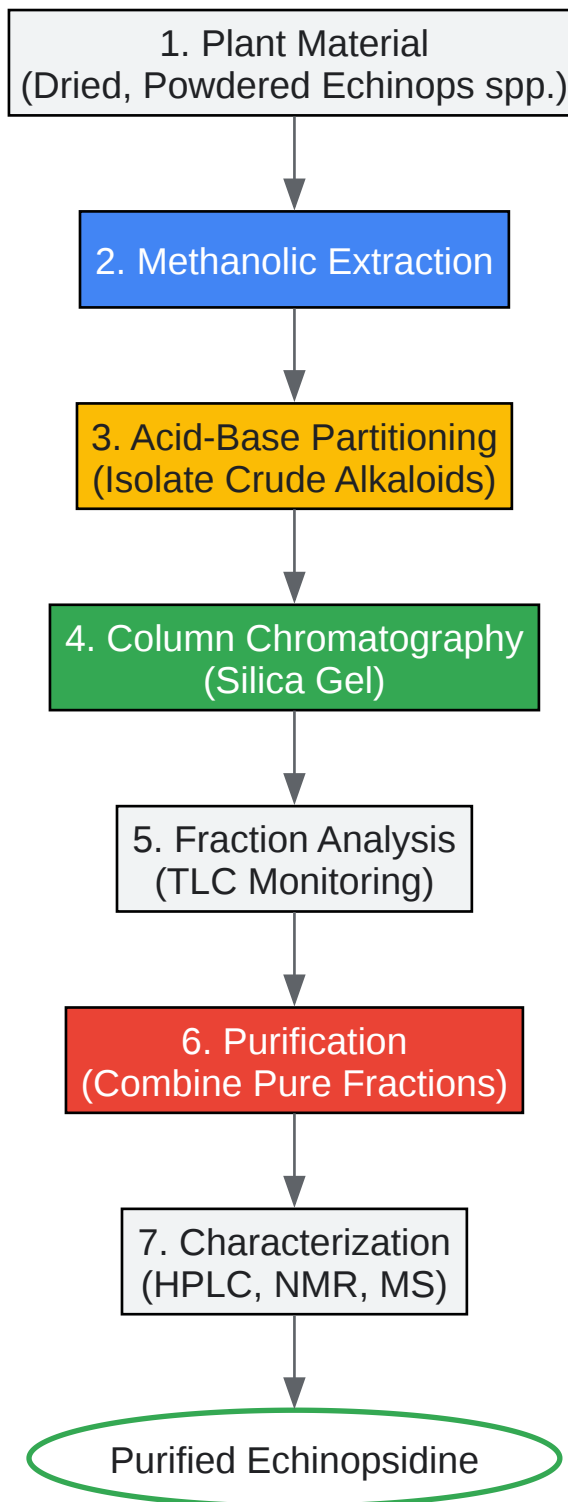 1. Plant Material
(Dried, Powdered Echinops spp.)
2. Methanolic Extraction
3. Acid-Base Partitioning
(Isolate Crude Alkaloids)
4. Column Chromatography
(Silica Gel)
5. Fraction Analysis
(TLC Monitoring)
6. Purification
(Combine Pure Fractions)
7. Characterization
(HPLC, NMR, MS)
Purified Echinopsidine